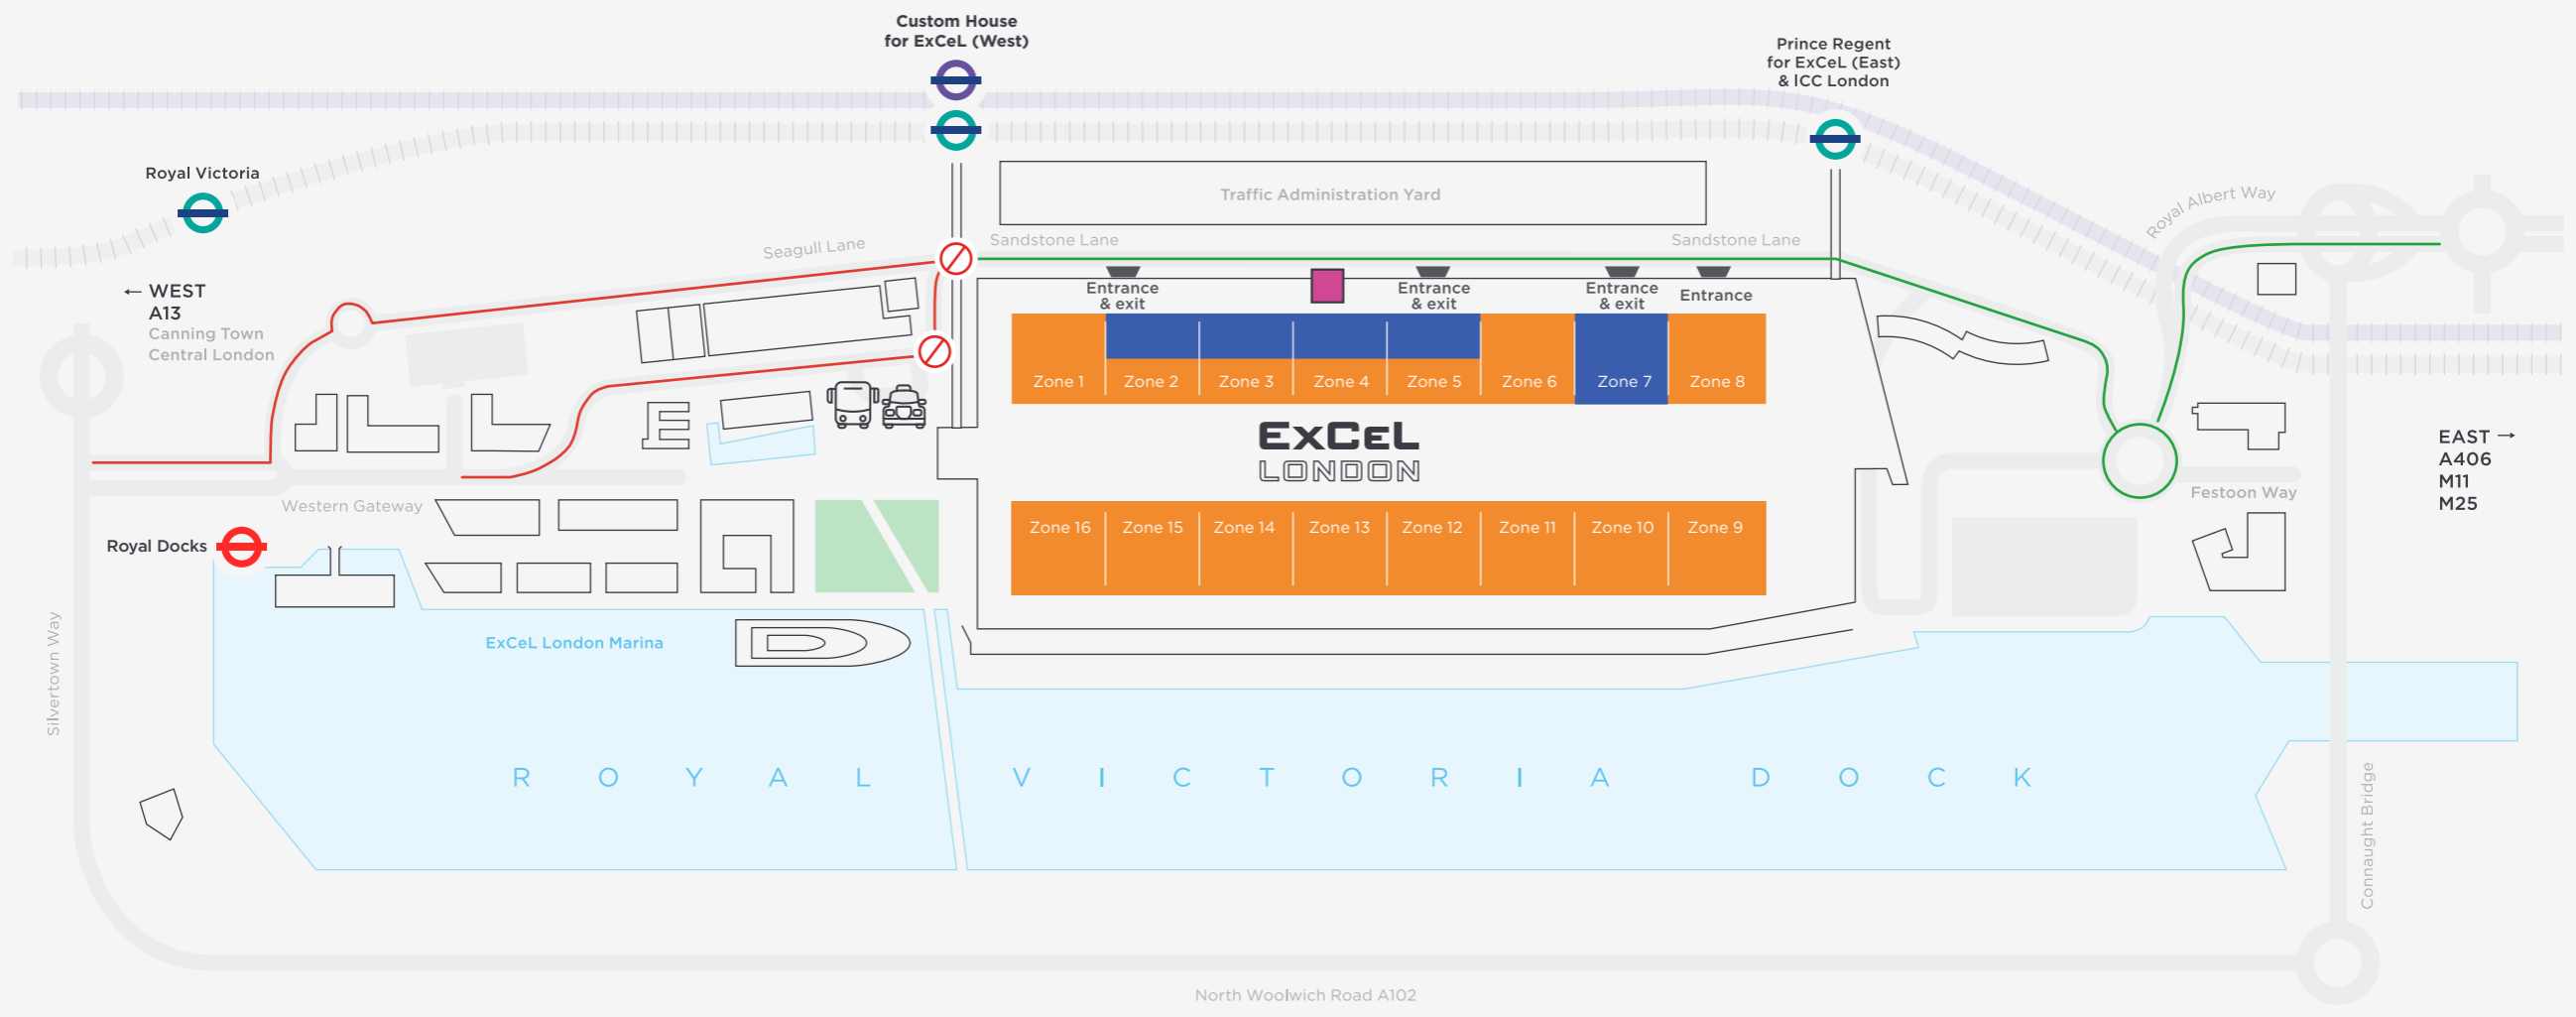 Custom House
for ExCeL (West)
Prince Regent
for ExCeL (East)
& ICC London
Royal Victoria
Traffic Administration Yard
Royal Albert Way
Seagull Lane
Sandstone Lane
Sandstone Lane
← WEST
A13
Canning Town
Central London
Entrance
& exit
Entrance
& exit
Entrance
& exit
Entrance
Zone 1
Zone 2
Zone 3
Zone 4
Zone 5
Zone 6
Zone 7
Zone 8
EXCEL
LONDON
EAST →
A406
M11
M25
Western Gateway
Festoon Way
Zone 16
Zone 15
Zone 14
Zone 13
Zone 12
Zone 11
Zone 10
Zone 9
Royal Docks
ExCeL London Marina
Silvertown Way
ROYAL VICTORIA DOCK
Connaught Bridge
North Woolwich Road A102